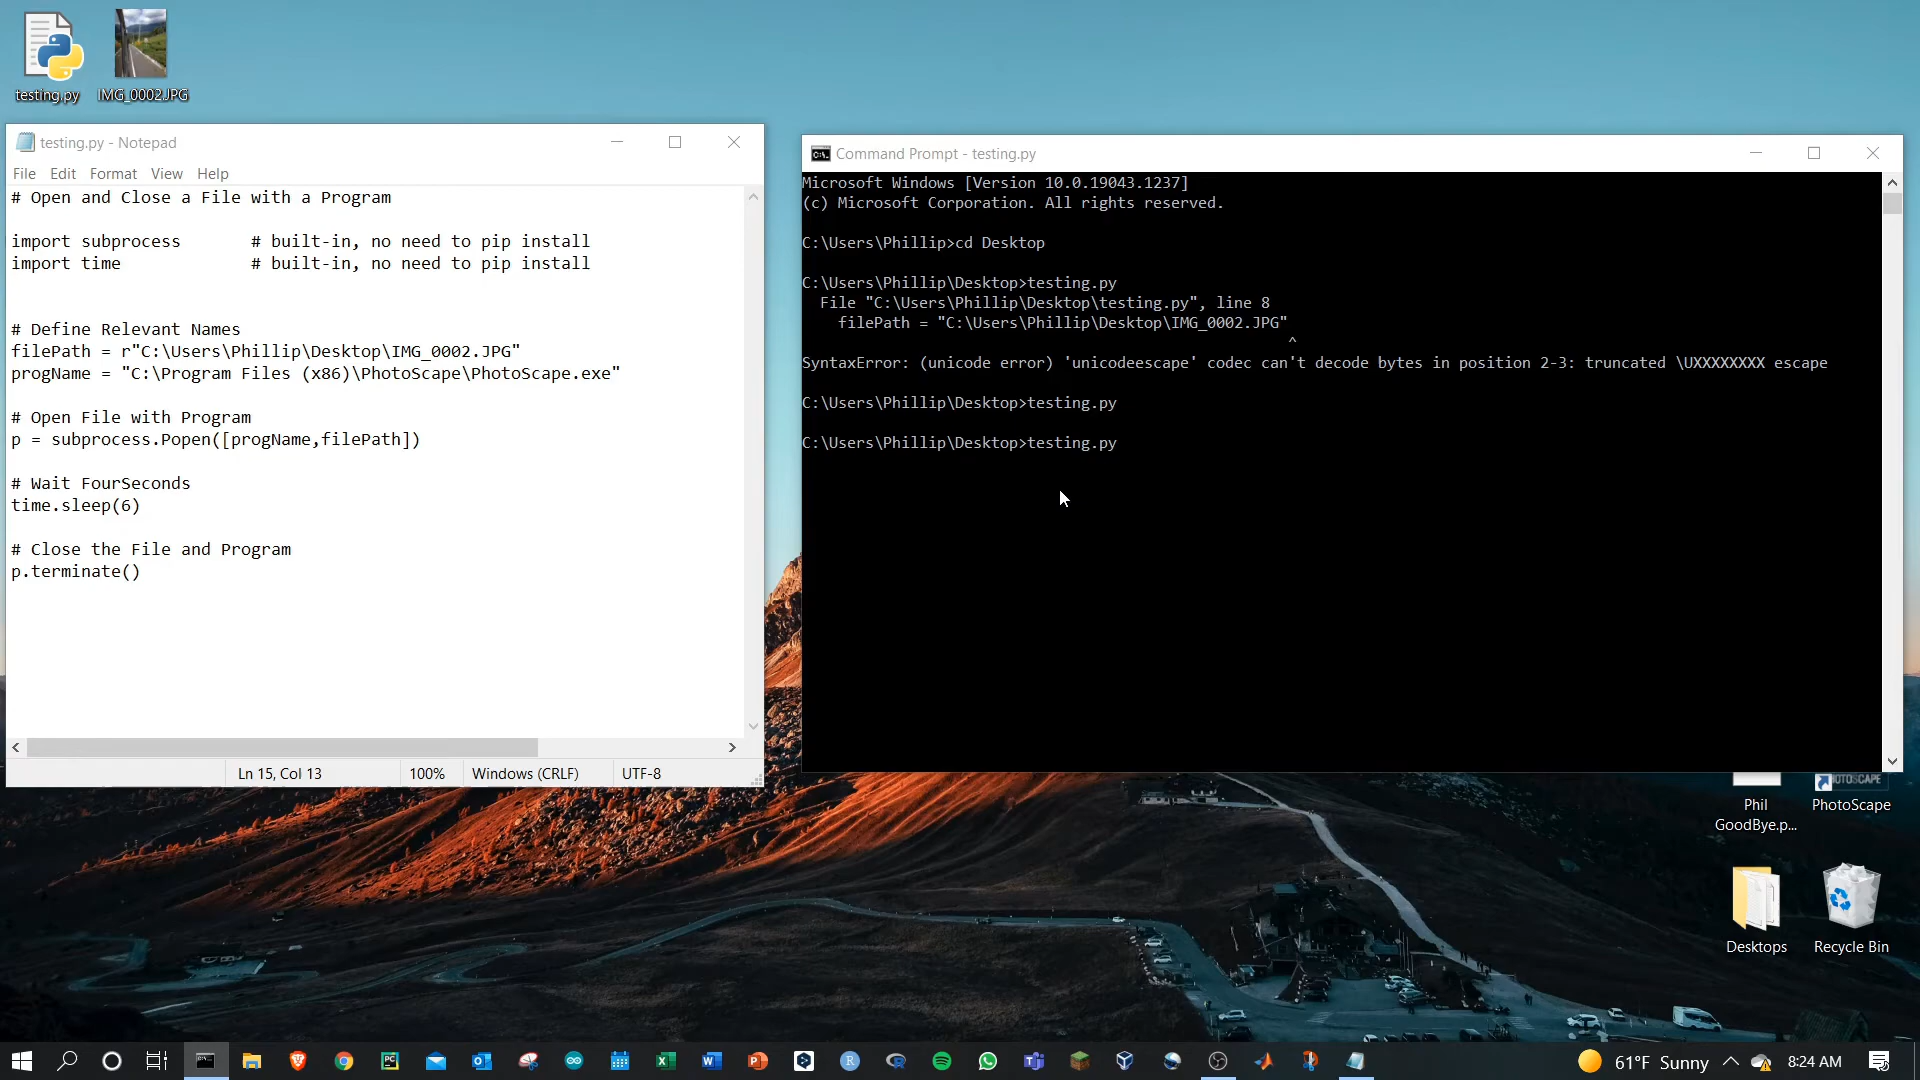 testing.py
IMG_0002.JPG
testing.py - Notepad
File Edit Format View Help
# Open and Close a File with a Program
import subprocess # built-in, no need to pip install
import time # built-in, no need to pip install
# Define Relevant Names
filePath = r"C:\Users\Phillip\Desktop\IMG_0002.JPG"
progName = "C:\Program Files (x86)\PhotoScape\PhotoScape.exe"
# Open File with Program
p = subprocess.Popen([progName,filePath])
# Wait FourSeconds
time.sleep(6)
# Close the File and Program
p.terminate()
Ln 15, Col 13 100% Windows (CRLF) UTF-8
Command Prompt - testing.py
Microsoft Windows [Version 10.0.19043.1237]
(c) Microsoft Corporation. All rights reserved.
C:\Users\Phillip>cd Desktop
C:\Users\Phillip\Desktop>testing.py
File "C:\Users\Phillip\Desktop\testing.py", line 8
filePath = "C:\Users\Phillip\Desktop\IMG_0002.JPG"
^
SyntaxError: (unicode error) 'unicodeescape' codec can't decode bytes in position 2-3: truncated \UXXXXXXXX escape
C:\Users\Phillip\Desktop>testing.py
C:\Users\Phillip\Desktop>testing.py
Phil
GoodBye.p...
PhotoScape
Desktops
Recycle Bin
61°F Sunny
8:24 AM